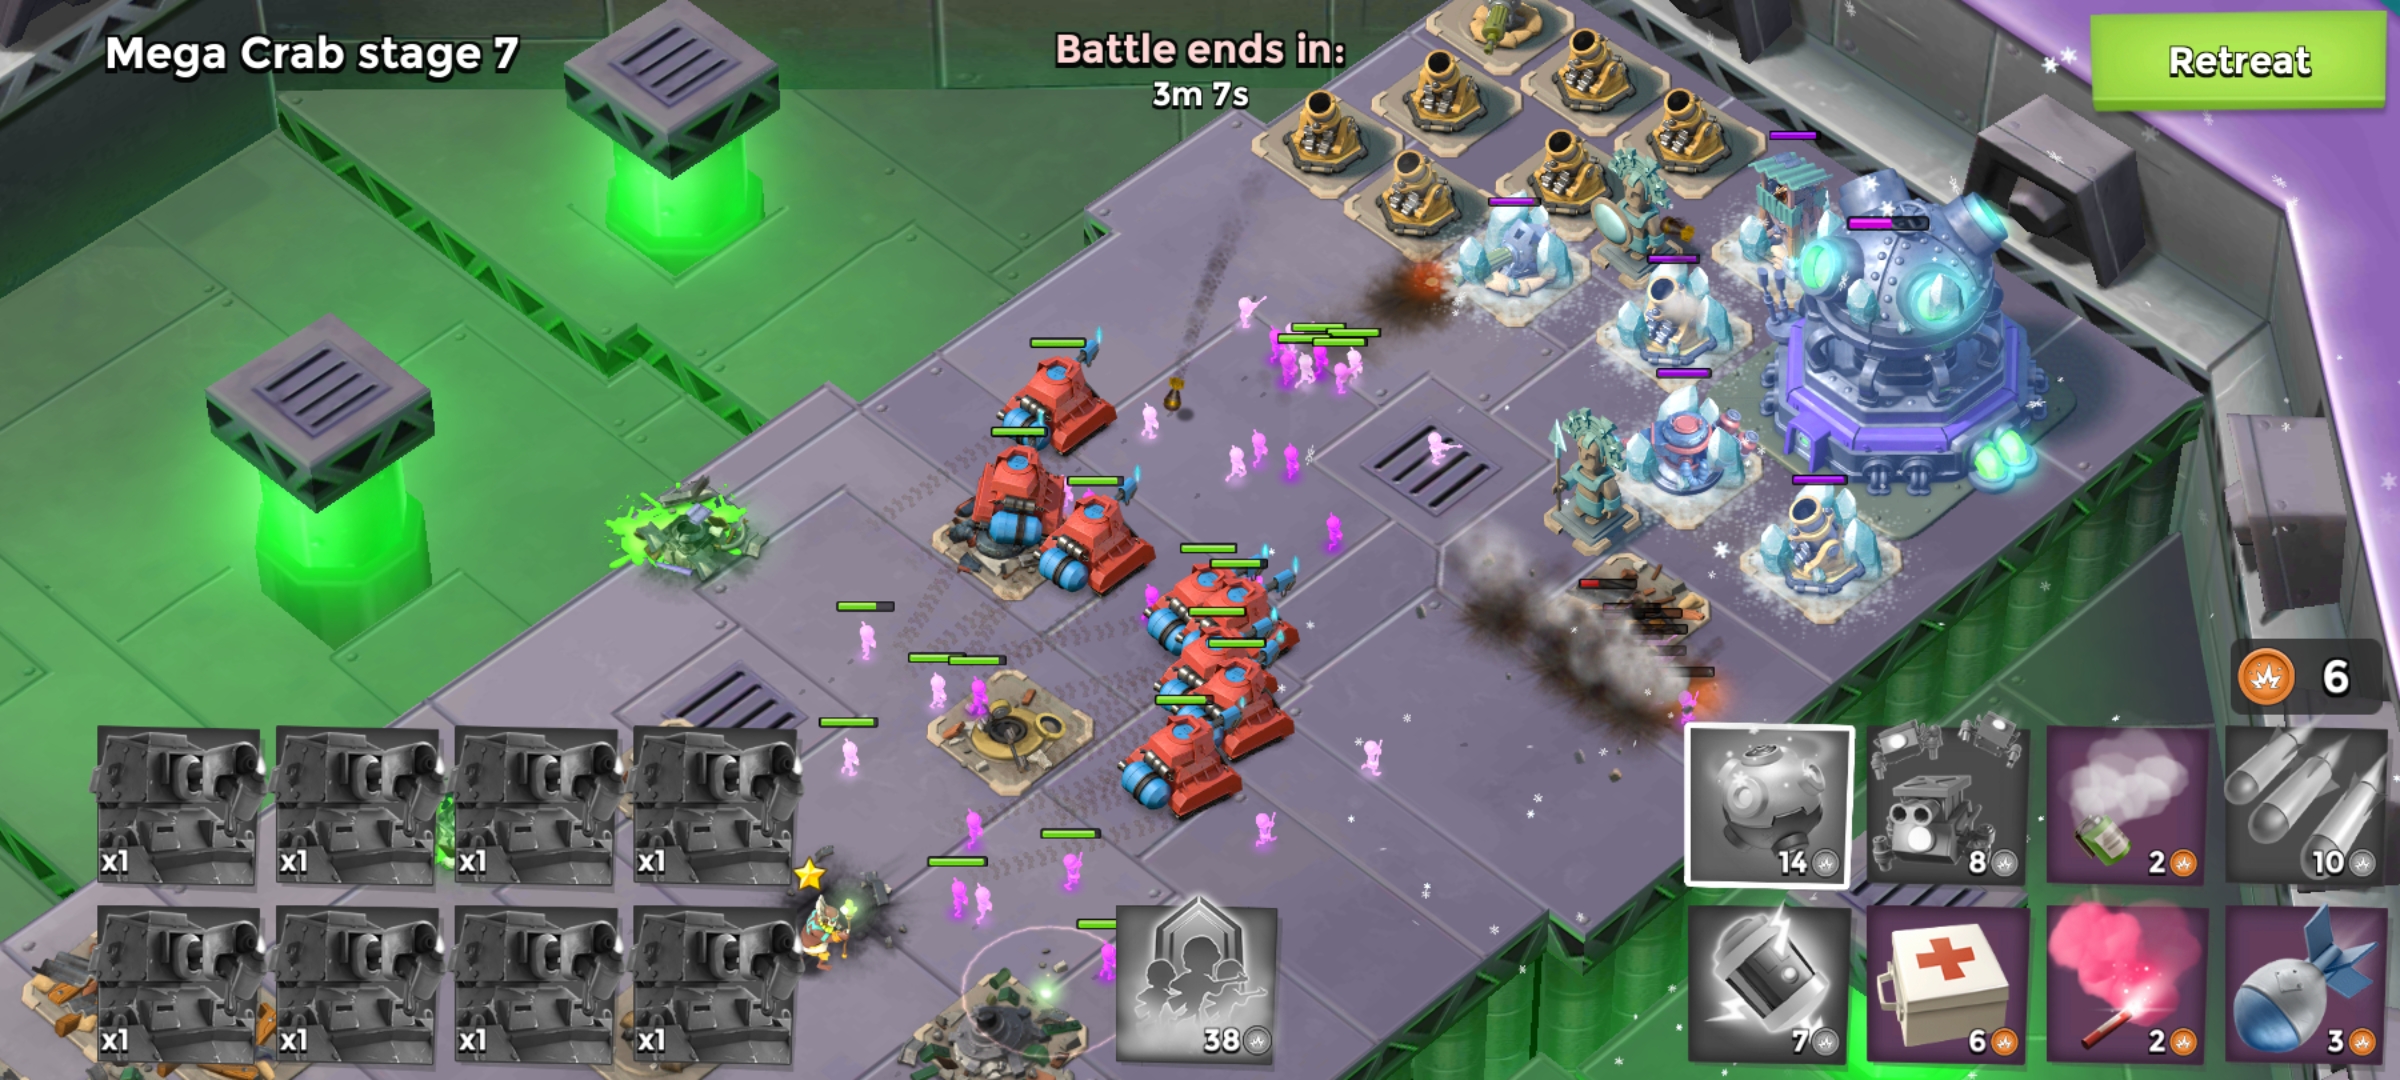 Mega Crab stage 7
Battle ends in:
3m 7s
Retreat
6
x1 x1 x1 x1
14 8 2 10
x1 x1 x1 x1
38
7 6 2 3